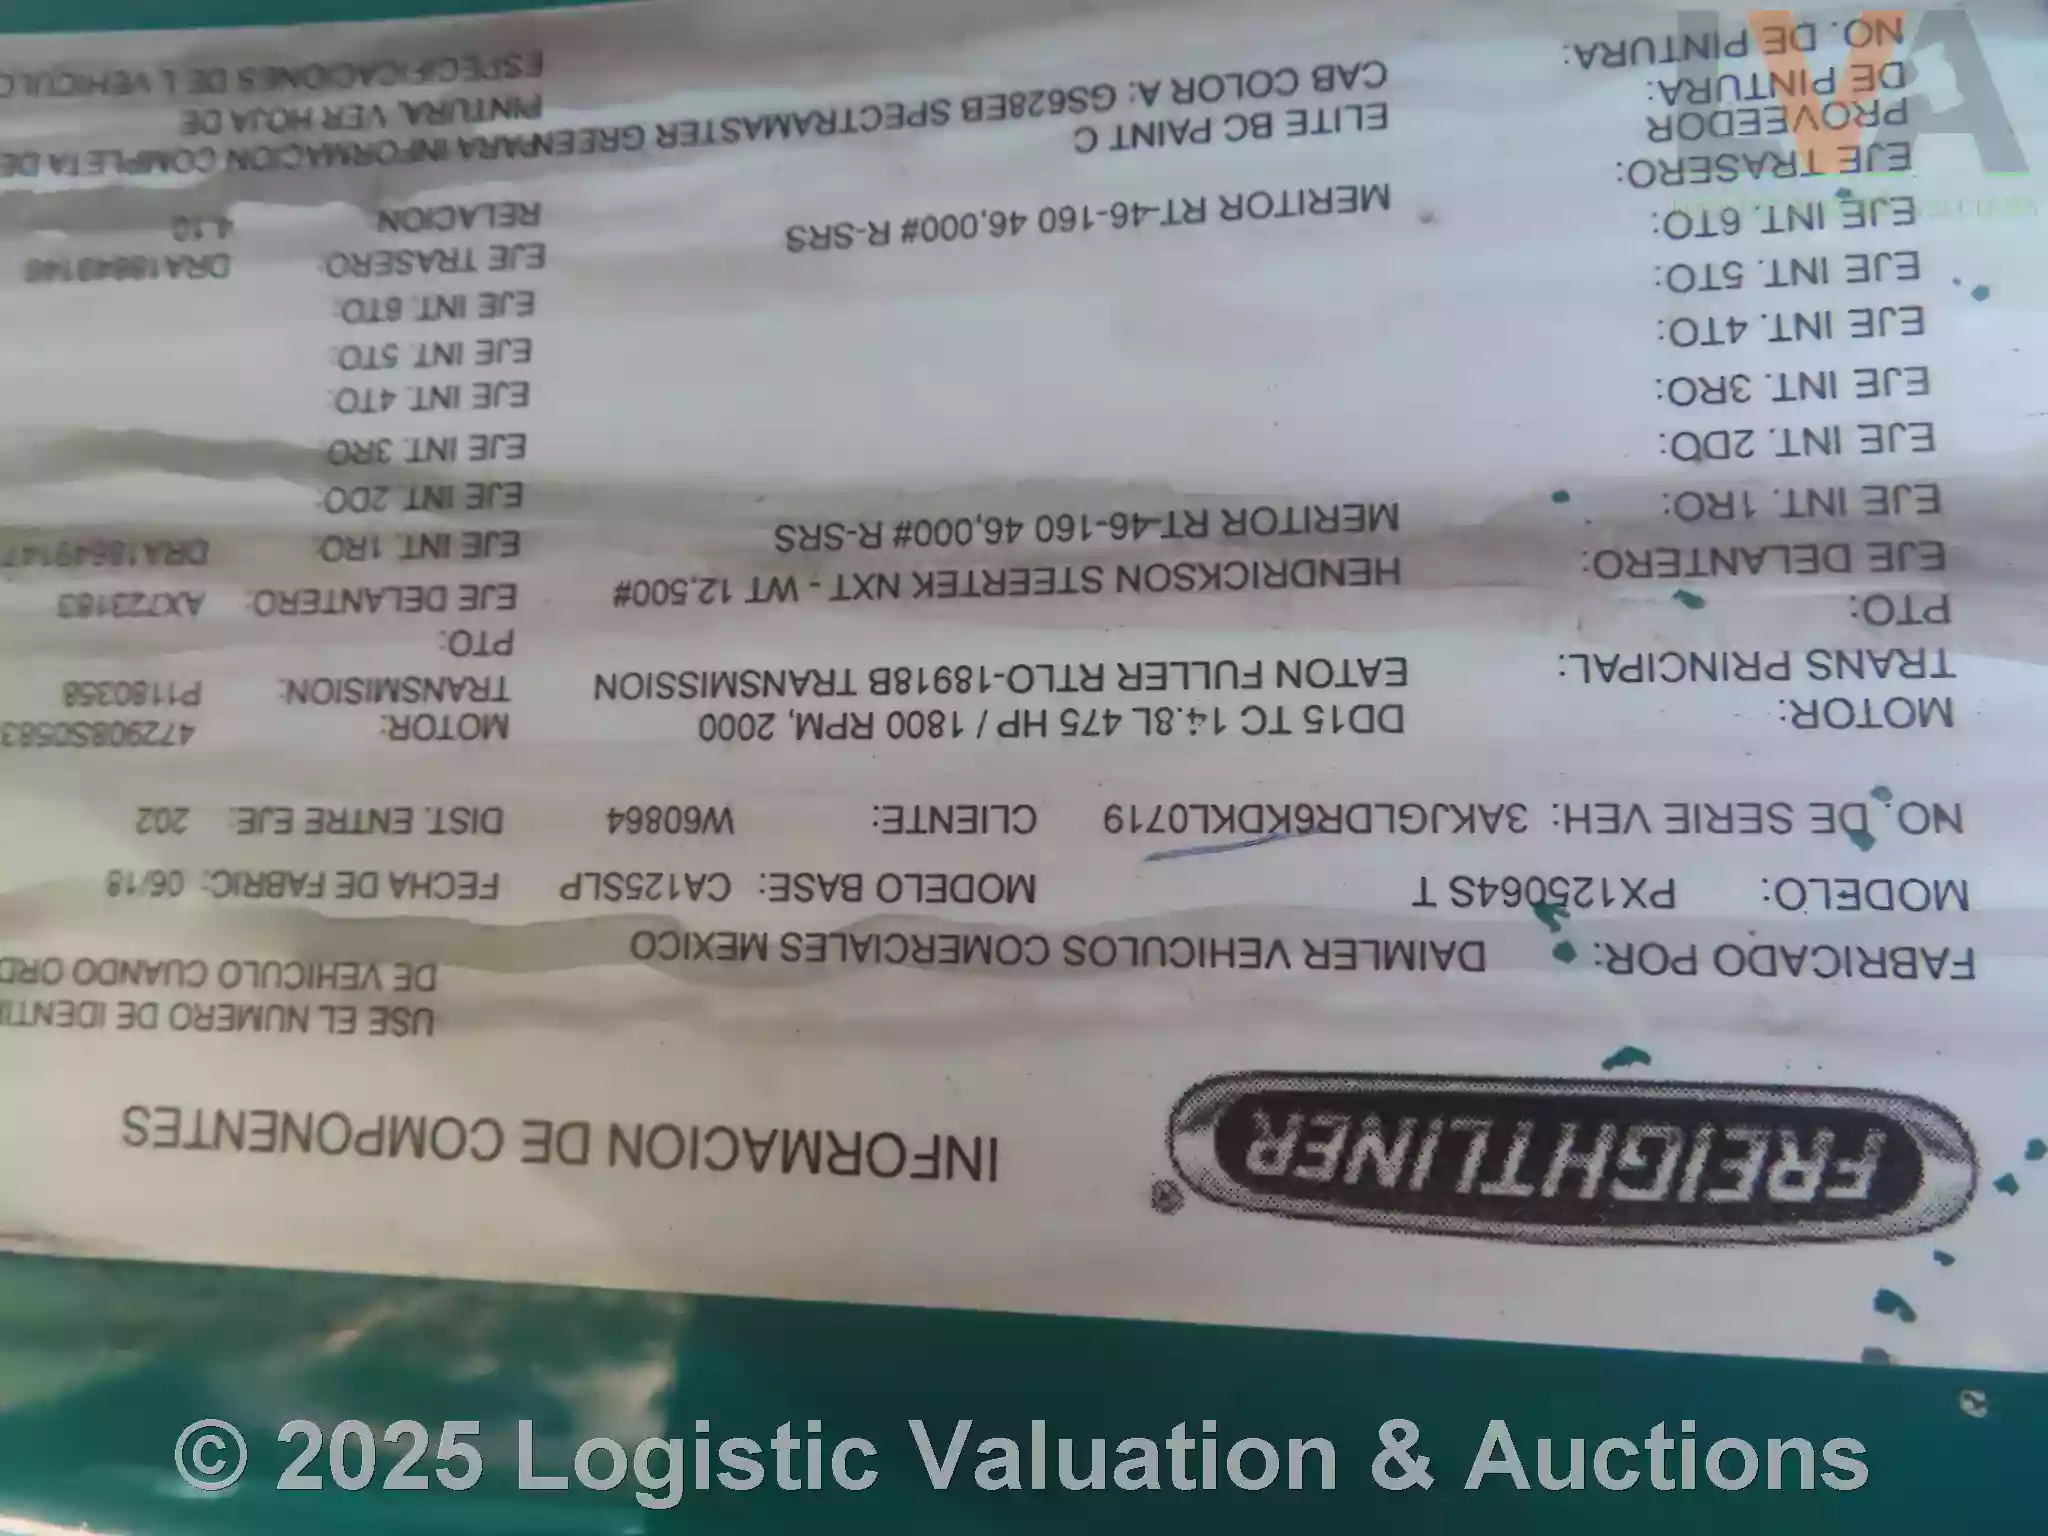 FREIGHTLINER ®
INFORMACION DE COMPONENTES
USE EL NUMERO DE IDENTI
DE VEHICULO CUANDO ORD
FABRICADO POR: DAIMLER VEHICULOS COMERCIALES MEXICO
MODELO: PX125064S T MODELO BASE: CA125SLP FECHA DE FABRIC: 06/18
NO. DE SERIE VEH: 3AKJGLDR6KDKL0719 CLIENTE: W60864 DIST. ENTRE EJE: 202
MOTOR: DD15 TC 14.8L 475 HP / 1800 RPM, 2000 MOTOR: 472908S0583
TRANS PRINCIPAL: EATON FULLER RTLO-18918B TRANSMISSION TRANSMISION: P1180358
PTO: PTO:
EJE DELANTERO: HENDRICKSON STEERTEK NXT - WT 12,500# EJE DELANTERO: AX723183
EJE INT. 1RO: MERITOR RT-46-160 46,000# R-SRS EJE INT. 1RO: DRA18649147
EJE INT. 2DO: EJE INT. 2DO:
EJE INT. 3RO: EJE INT. 3RO:
EJE INT. 4TO: EJE INT. 4TO:
EJE INT. 5TO: EJE INT. 5TO:
EJE INT. 6TO: EJE INT. 6TO:
EJE TRASERO: MERITOR RT-46-160 46,000# R-SRS EJE TRASERO: DRA18649148
RELACION 4.10
PROVEEDOR
DE PINTURA: ELITE BC PAINT C
NO. DE PINTURA: CAB COLOR A: GS628EB SPECTRAMASTER GREEN
PARA INFORMACION COMPLETA DE
PINTURA, VER HOJA DE
ESPECIFICACIONES DE L VEHICULO
LVA
© 2025 Logistic Valuation & Auctions